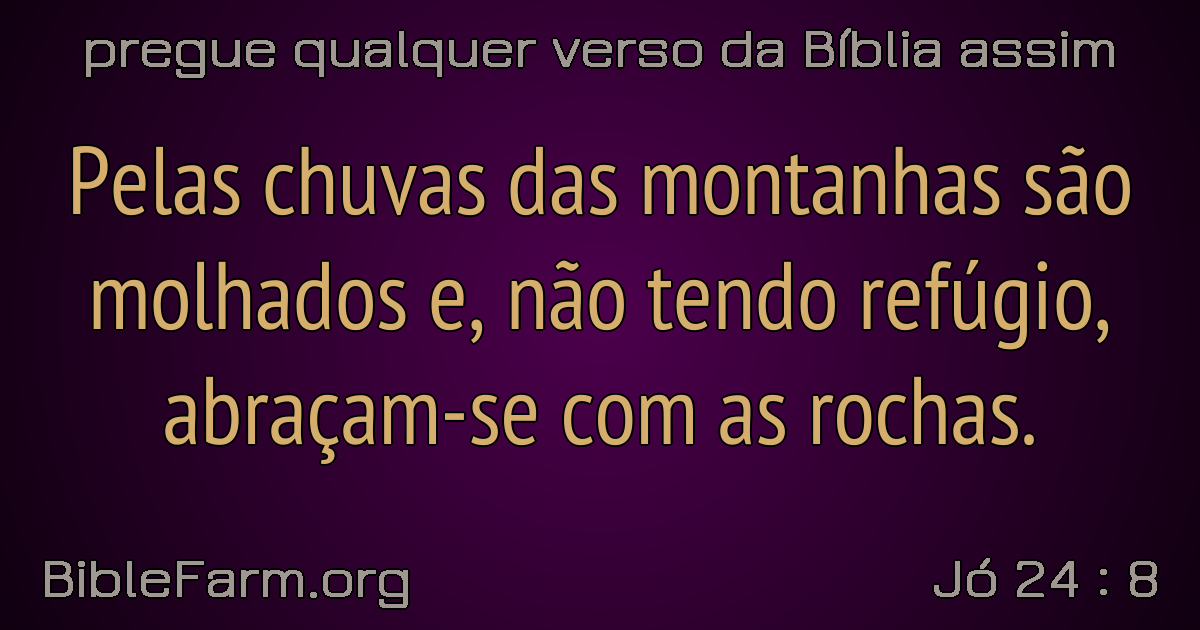 pregue qualquer verso da Bíblia assim
Pelas chuvas das montanhas são
molhados e, não tendo refúgio,
abraçam-se com as rochas.
BibleFarm.org
Jó 24 : 8